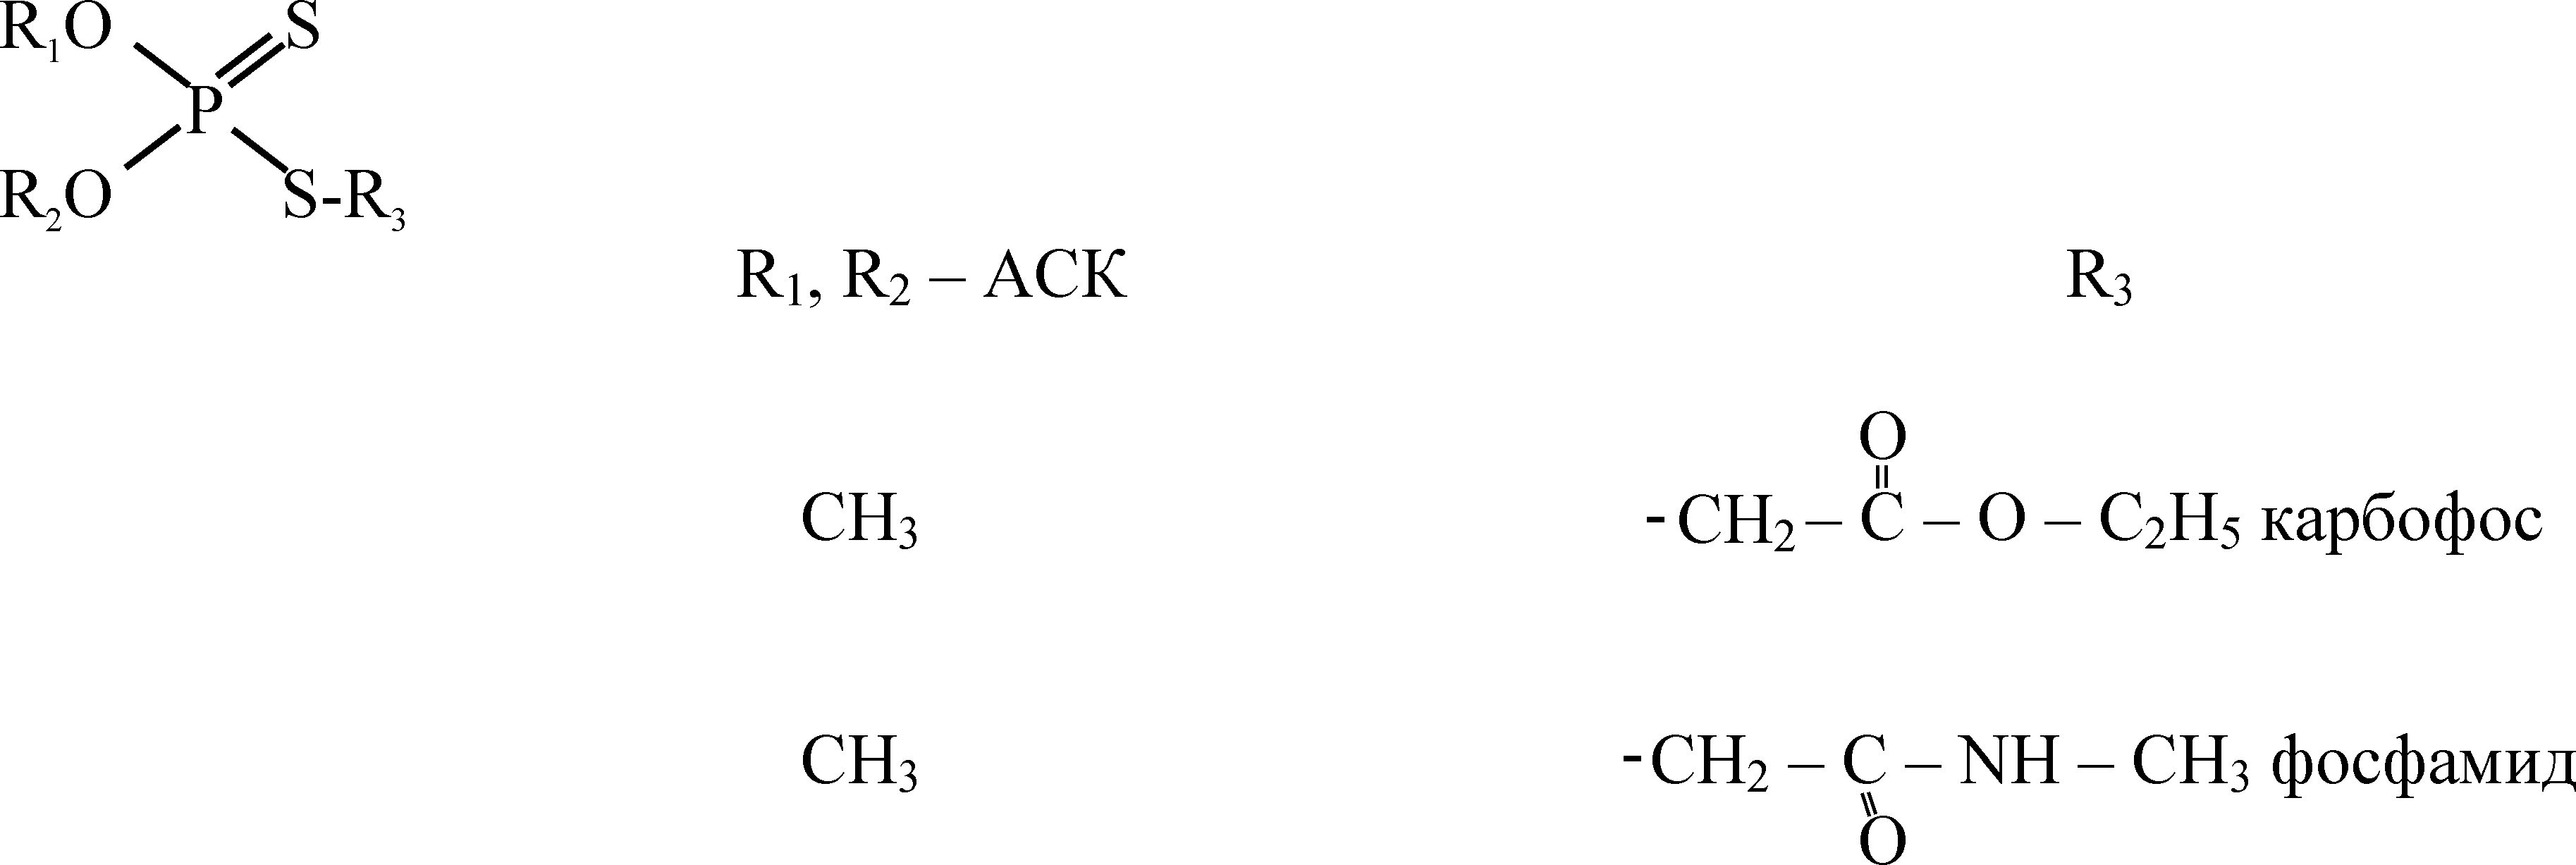 R₁O S
P
R₂O S-R₃
R₁, R₂ – АСК R₃
O
CH₃ -CH₂ – C – O – C₂H₅ карбофос
CH₃ -CH₂ – C – NH – CH₃ фосфамид
O